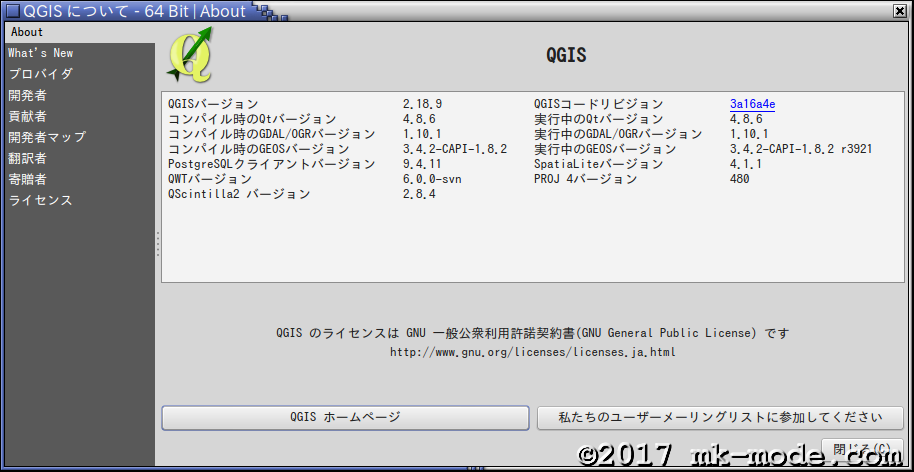 QGIS について - 64 Bit | About
About
What's New
プロバイダ
開発者
貢献者
開発者マップ
翻訳者
寄贈者
ライセンス
QGIS
QGISバージョン 2.18.9 QGISコードリビジョン 3a16a4e
コンパイル時のQtバージョン 4.8.6 実行中のQtバージョン 4.8.6
コンパイル時のGDAL/OGRバージョン 1.10.1 実行中のGDAL/OGRバージョン 1.10.1
コンパイル時のGEOSバージョン 3.4.2-CAPI-1.8.2 実行中のGEOSバージョン 3.4.2-CAPI-1.8.2 r3921
PostgreSQLクライアントバージョン 9.4.11 SpatiaLiteバージョン 4.1.1
QWTバージョン 6.0.0-svn PROJ 4バージョン 480
QScintilla2 バージョン 2.8.4
QGIS のライセンスは GNU 一般公衆利用許諾契約書(GNU General Public License) です
http://www.gnu.org/licenses/licenses.ja.html
QGIS ホームページ 私たちのユーザーメーリングリストに参加してください
閉じる(C)
©2017 mk-mode.com